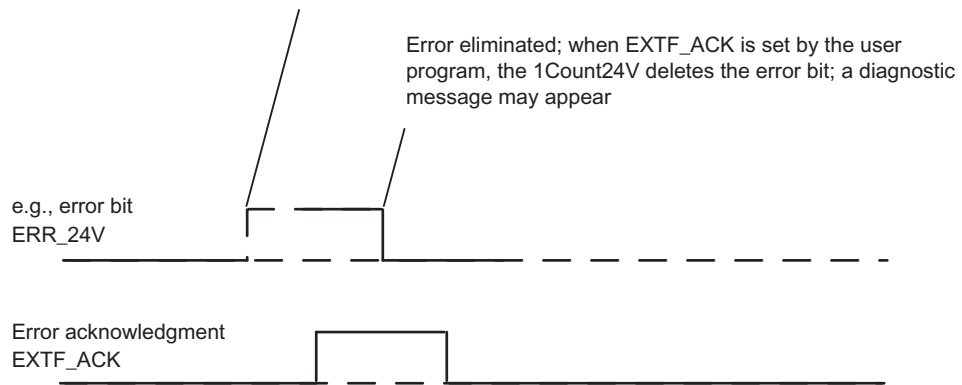 Error eliminated; when EXTF_ACK is set by the user
program, the 1Count24V deletes the error bit; a diagnostic
message may appear
e.g., error bit
ERR_24V
Error acknowledgment
EXTF_ACK